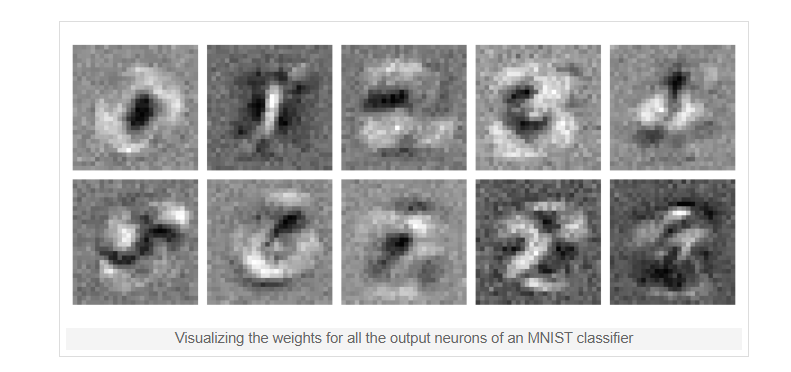 Visualizing the weights for all the output neurons of an MNIST classifier